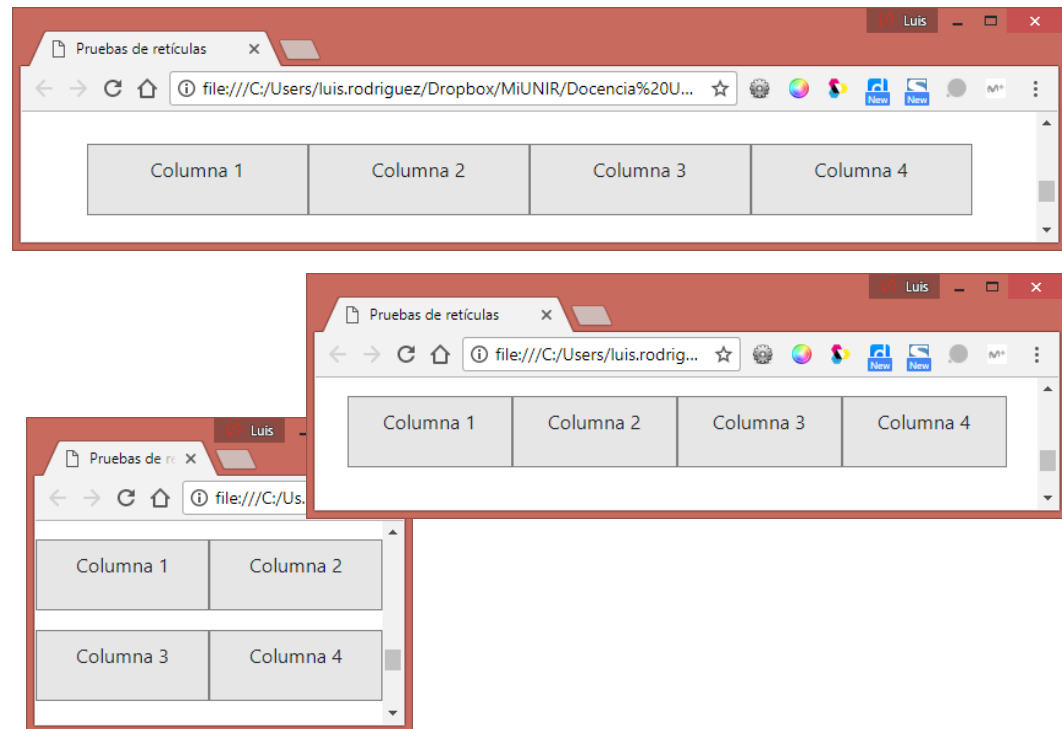 Luis
Pruebas de retículas
file:///C:/Users/luis.rodriguez/Dropbox/MiUNIR/Docencia%20U...
New New M+
Columna 1 Columna 2 Columna 3 Columna 4
Luis
Pruebas de retículas
file:///C:/Users/luis.rodrig...
New New M+
Columna 1 Columna 2 Columna 3 Columna 4
Luis
Pruebas de re
file:///C:/Us.
Columna 1 Columna 2
Columna 3 Columna 4